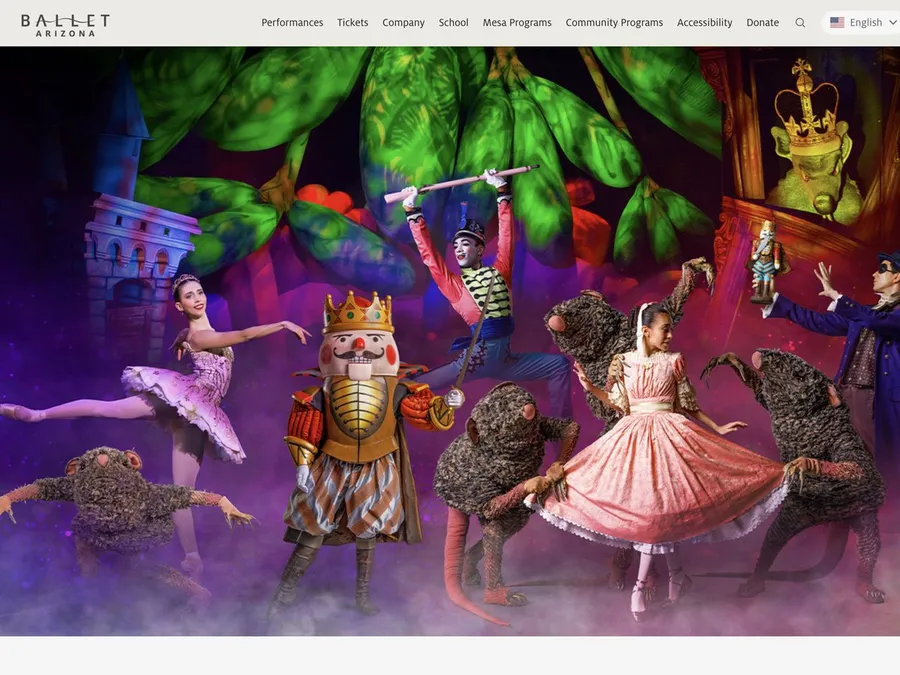 BALLET
ARIZONA
Performances Tickets Company School Mesa Programs Community Programs Accessibility Donate English